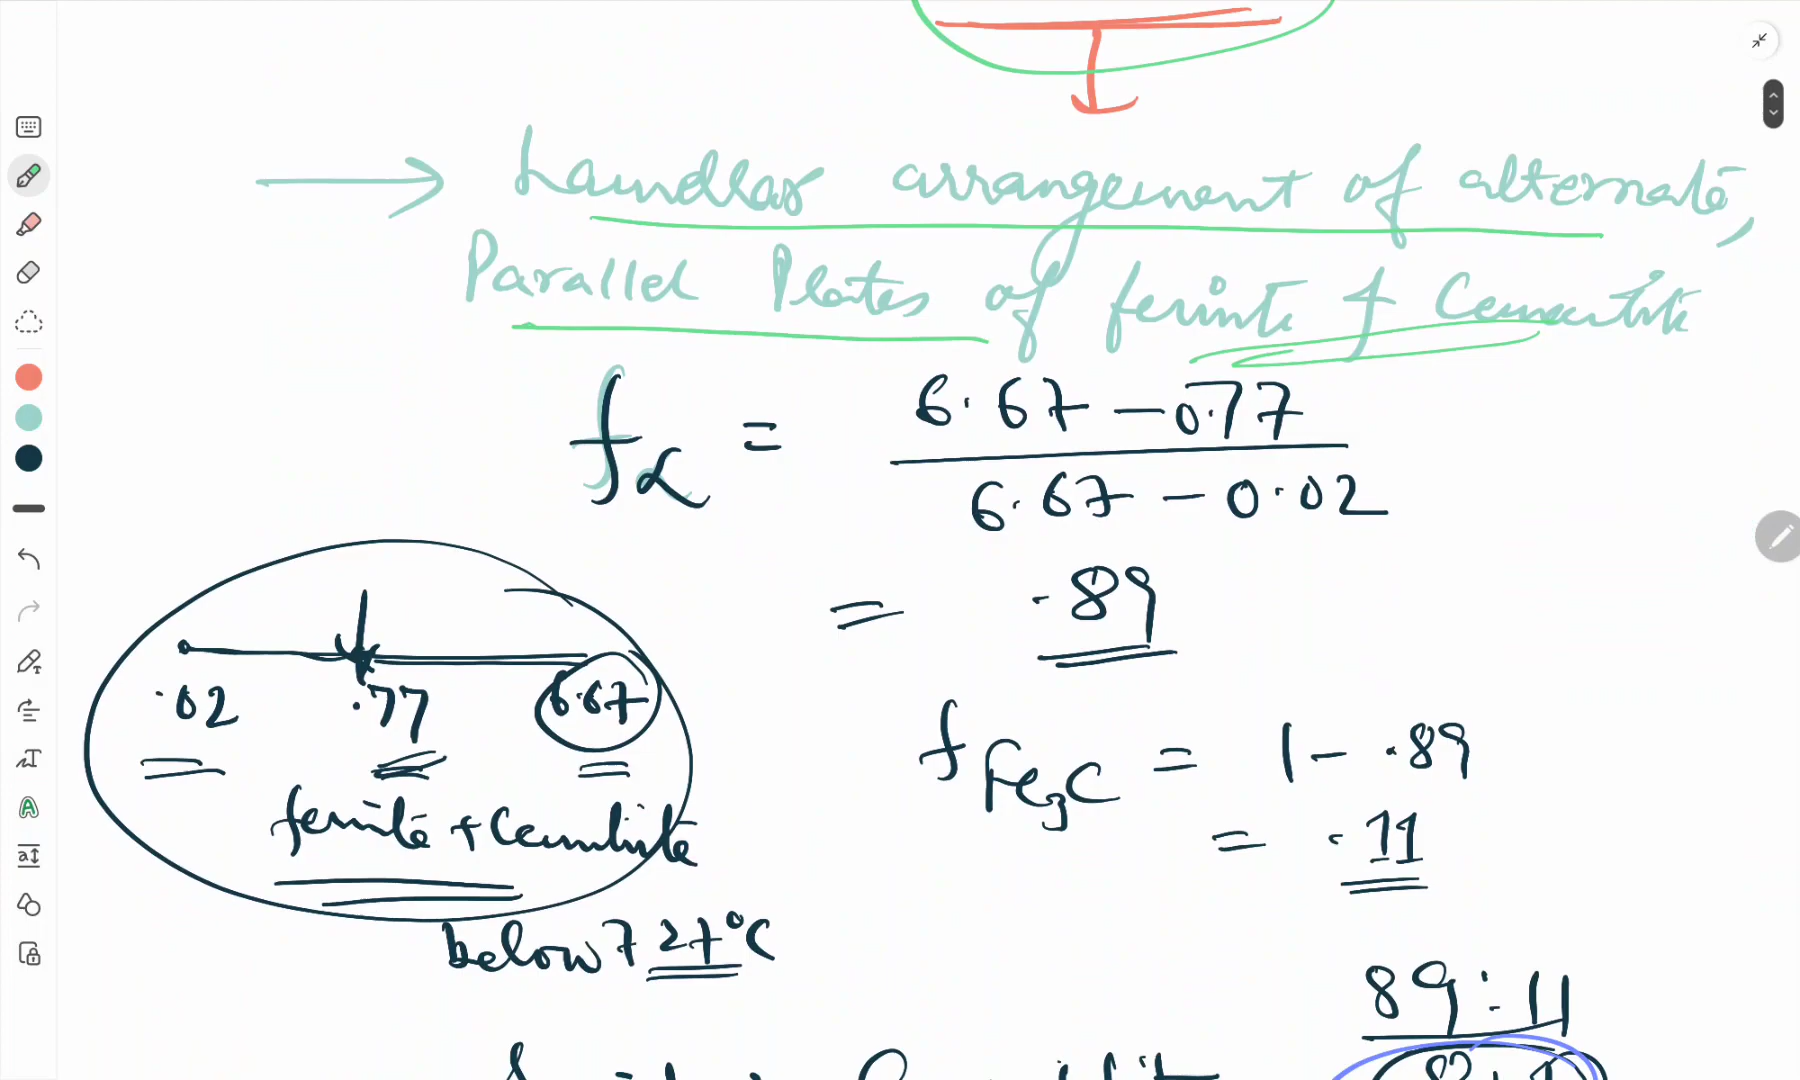 Lamellar arrangement of alternate,
Parallel Plates of ferrite & Cementite
fα = 6.67 - 0.77
6.67 - 0.02
= .89
.02 .77 6.67
f Fe3C = 1 - .89
ferrite + Cementite
= .11
below 727°C
89:11